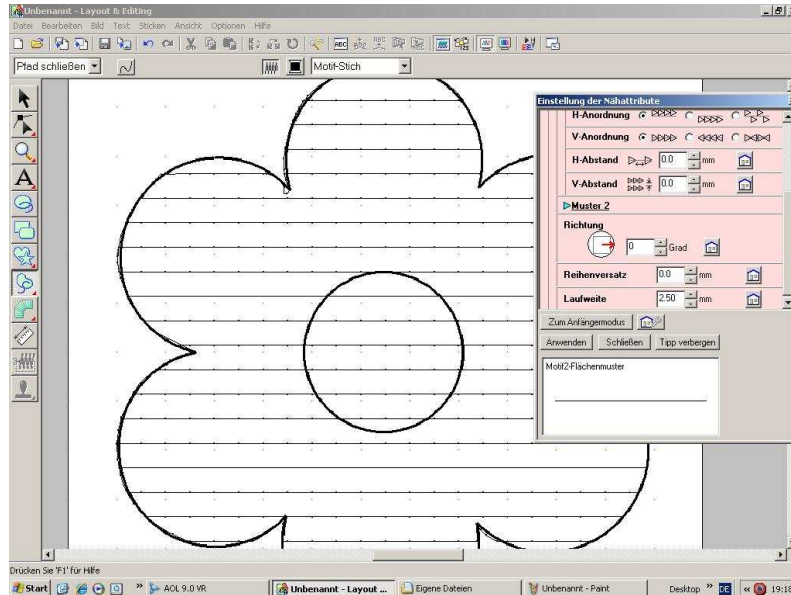 Unbenannt - Layout & Editing
Datei Bearbeiten Bild Text Sticken Ansicht Optionen Hilfe
ABC
Pfad schließen Motif-Stich
Einstellung der Nähattribute
H-Anordnung
V-Anordnung
H-Abstand 0.0 mm
V-Abstand 0.0 mm
Muster 2
Richtung
0 Grad
Reihenversatz 0.0 mm
Laufweite 2.50 mm
Zum Anfängermodus
Anwenden Schließen Tipp verbergen
Motif2-Flächenmuster
A
Drücken Sie 'F1' für Hilfe
Start AOL 9.0 VR Unbenannt - Layout ... Eigene Dateien Unbenannt - Paint Desktop DE 19:18